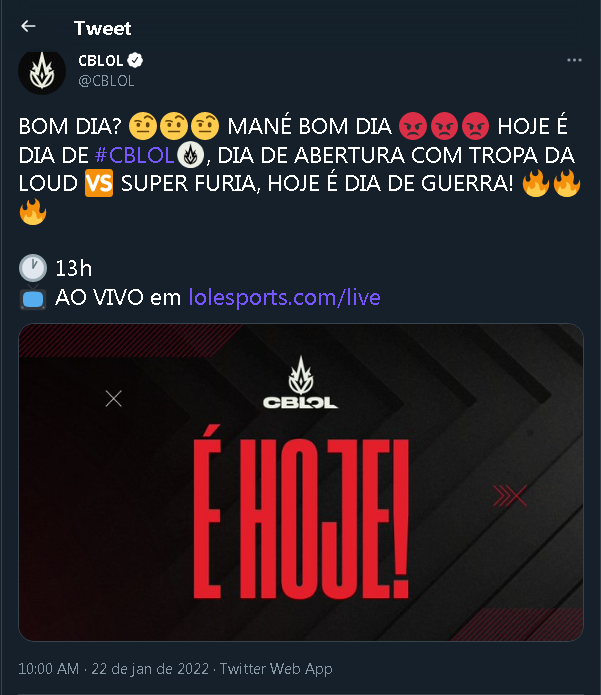 Tweet
CBLOL
@CBLOL
BOM DIA? 🤨🤨🤨 MANÉ BOM DIA 😡😡😡 HOJE É
DIA DE #CBLOL, DIA DE ABERTURA COM TROPA DA
LOUD 🆚 SUPER FURIA, HOJE É DIA DE GUERRA! 🔥🔥
🔥
🕐 13h
📺 AO VIVO em lolesports.com/live
CBLOL
É HOJE!
10:00 AM · 22 de jan de 2022 · Twitter Web App